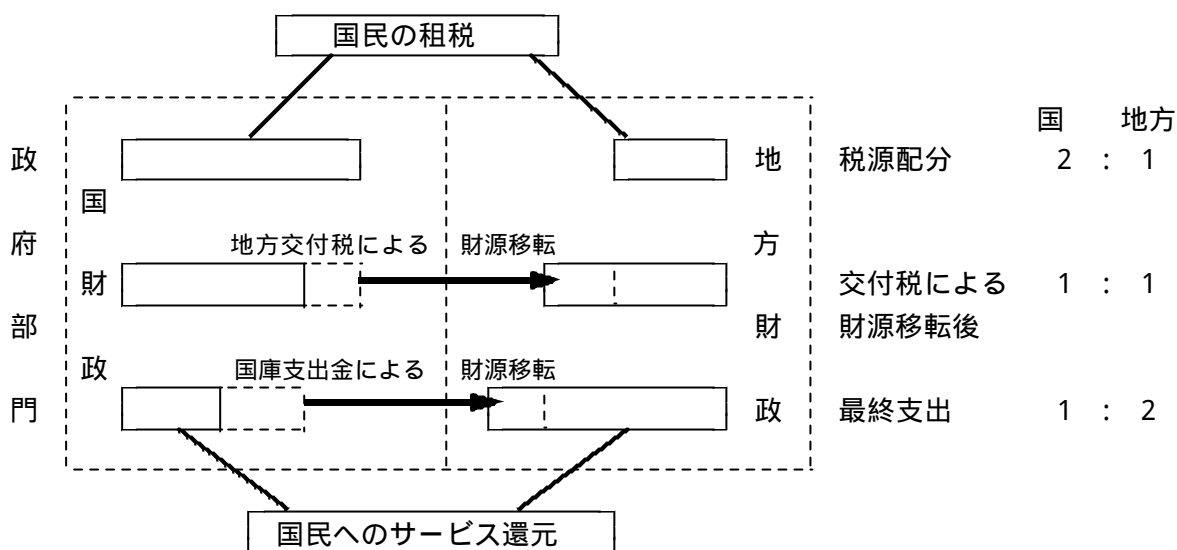 国民の租税
国 地方
政 地 税源配分 2 : 1
国
府 地方交付税による 財源移転 方
財 交付税による 1 : 1
部 財 財源移転後
政 国庫支出金による 財源移転
門 政 最終支出 1 : 2
国民へのサービス還元